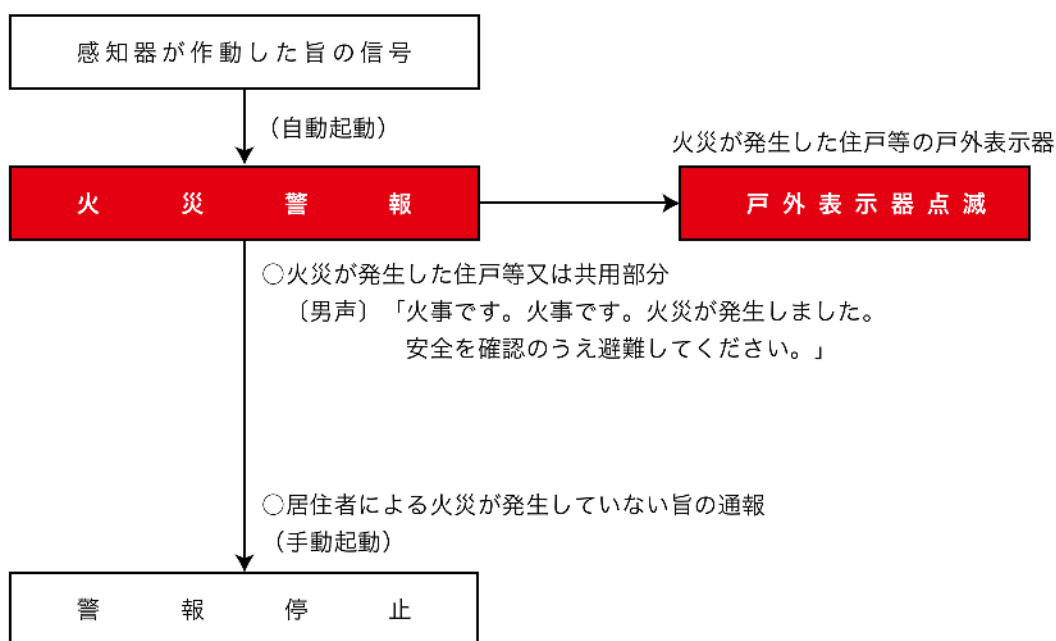 感知器が作動した旨の信号
（自動起動）
火災が発生した住戸等の戸外表示器
火災警報
戸外表示器点滅
○火災が発生した住戸等又は共用部分
〔男声〕「火事です。火事です。火災が発生しました。
安全を確認のうえ避難してください。」
○居住者による火災が発生していない旨の通報
（手動起動）
警報停止